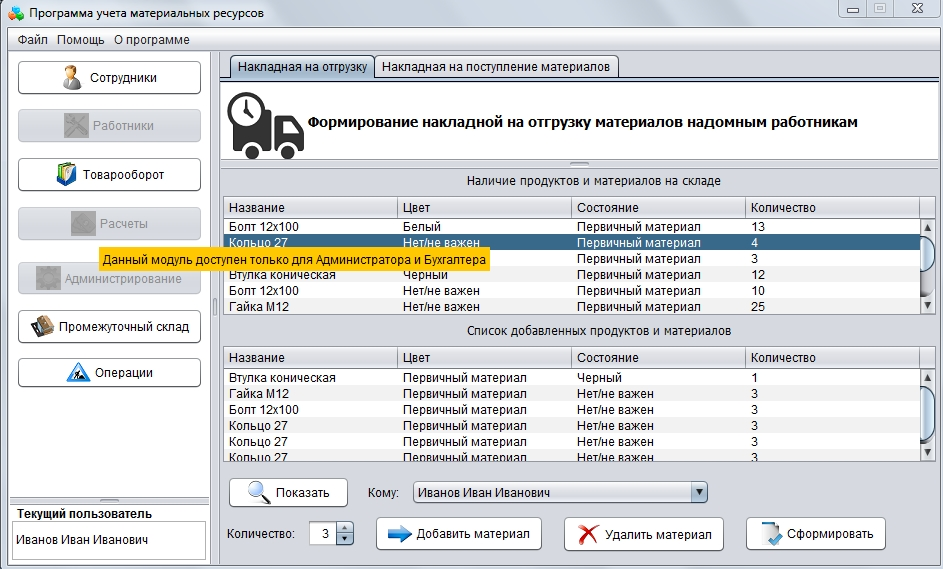 Программа учета материальных ресурсов
Файл Помощь О программе
Сотрудники
Работники
Товарооборот
Расчеты
Данный модуль доступен только для Администратора и Бухгалтера
Администрирование
Промежуточный склад
Операции
Текущий пользователь
Иванов Иван Иванович
Накладная на отгрузку Накладная на поступление материалов
Формирование накладной на отгрузку материалов надомным работникам
Наличие продуктов и материалов на складе
Название Цвет Состояние Количество
Болт 12x100 Белый Первичный материал 13
Кольцо 27 Нет/не важен Первичный материал 4
Первичный материал 3
Втулка коническая Черный Первичный материал 12
Болт 12x100 Нет/не важен Первичный материал 10
Гайка М12 Нет/не важен Первичный материал 25
Список добавленных продуктов и материалов
Название Цвет Состояние Количество
Втулка коническая Первичный материал Черный 1
Гайка М12 Первичный материал Нет/не важен 3
Болт 12x100 Первичный материал Нет/не важен 3
Кольцо 27 Первичный материал Нет/не важен 3
Кольцо 27 Первичный материал Нет/не важен 3
Кольцо 27 Первичный материал Нет/не важен 3
Показать Кому: Иванов Иван Иванович
Количество: 3 Добавить материал Удалить материал Сформировать